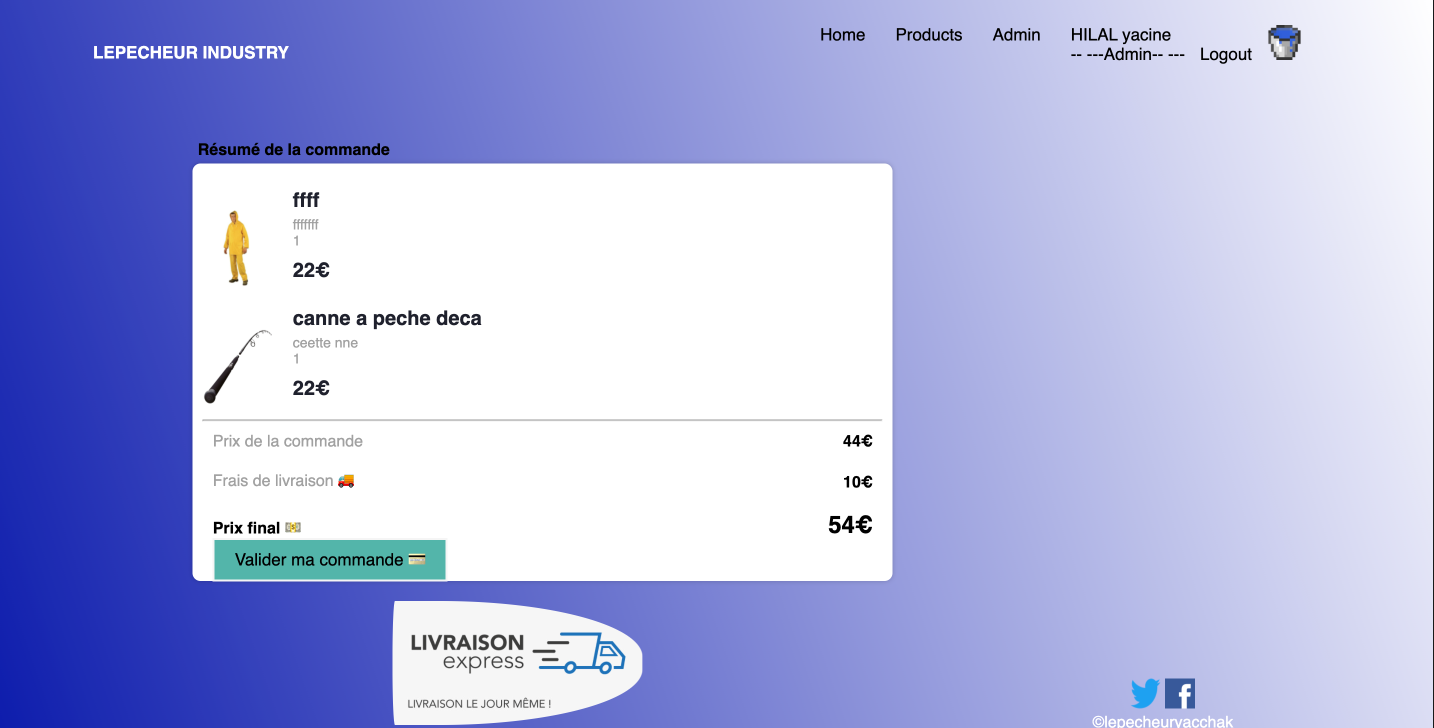 LEPECHEUR INDUSTRY
Home Products Admin HILAL yacine
-- ---Admin-- --- Logout
Résumé de la commande
ffff
fffffff
1
22€
canne a peche deca
ceette nne
1
22€
Prix de la commande 44€
Frais de livraison 🚚 10€
Prix final 💵 54€
Valider ma commande 💳
LIVRAISON
express
LIVRAISON LE JOUR MÊME !
©lepecheuryacchak